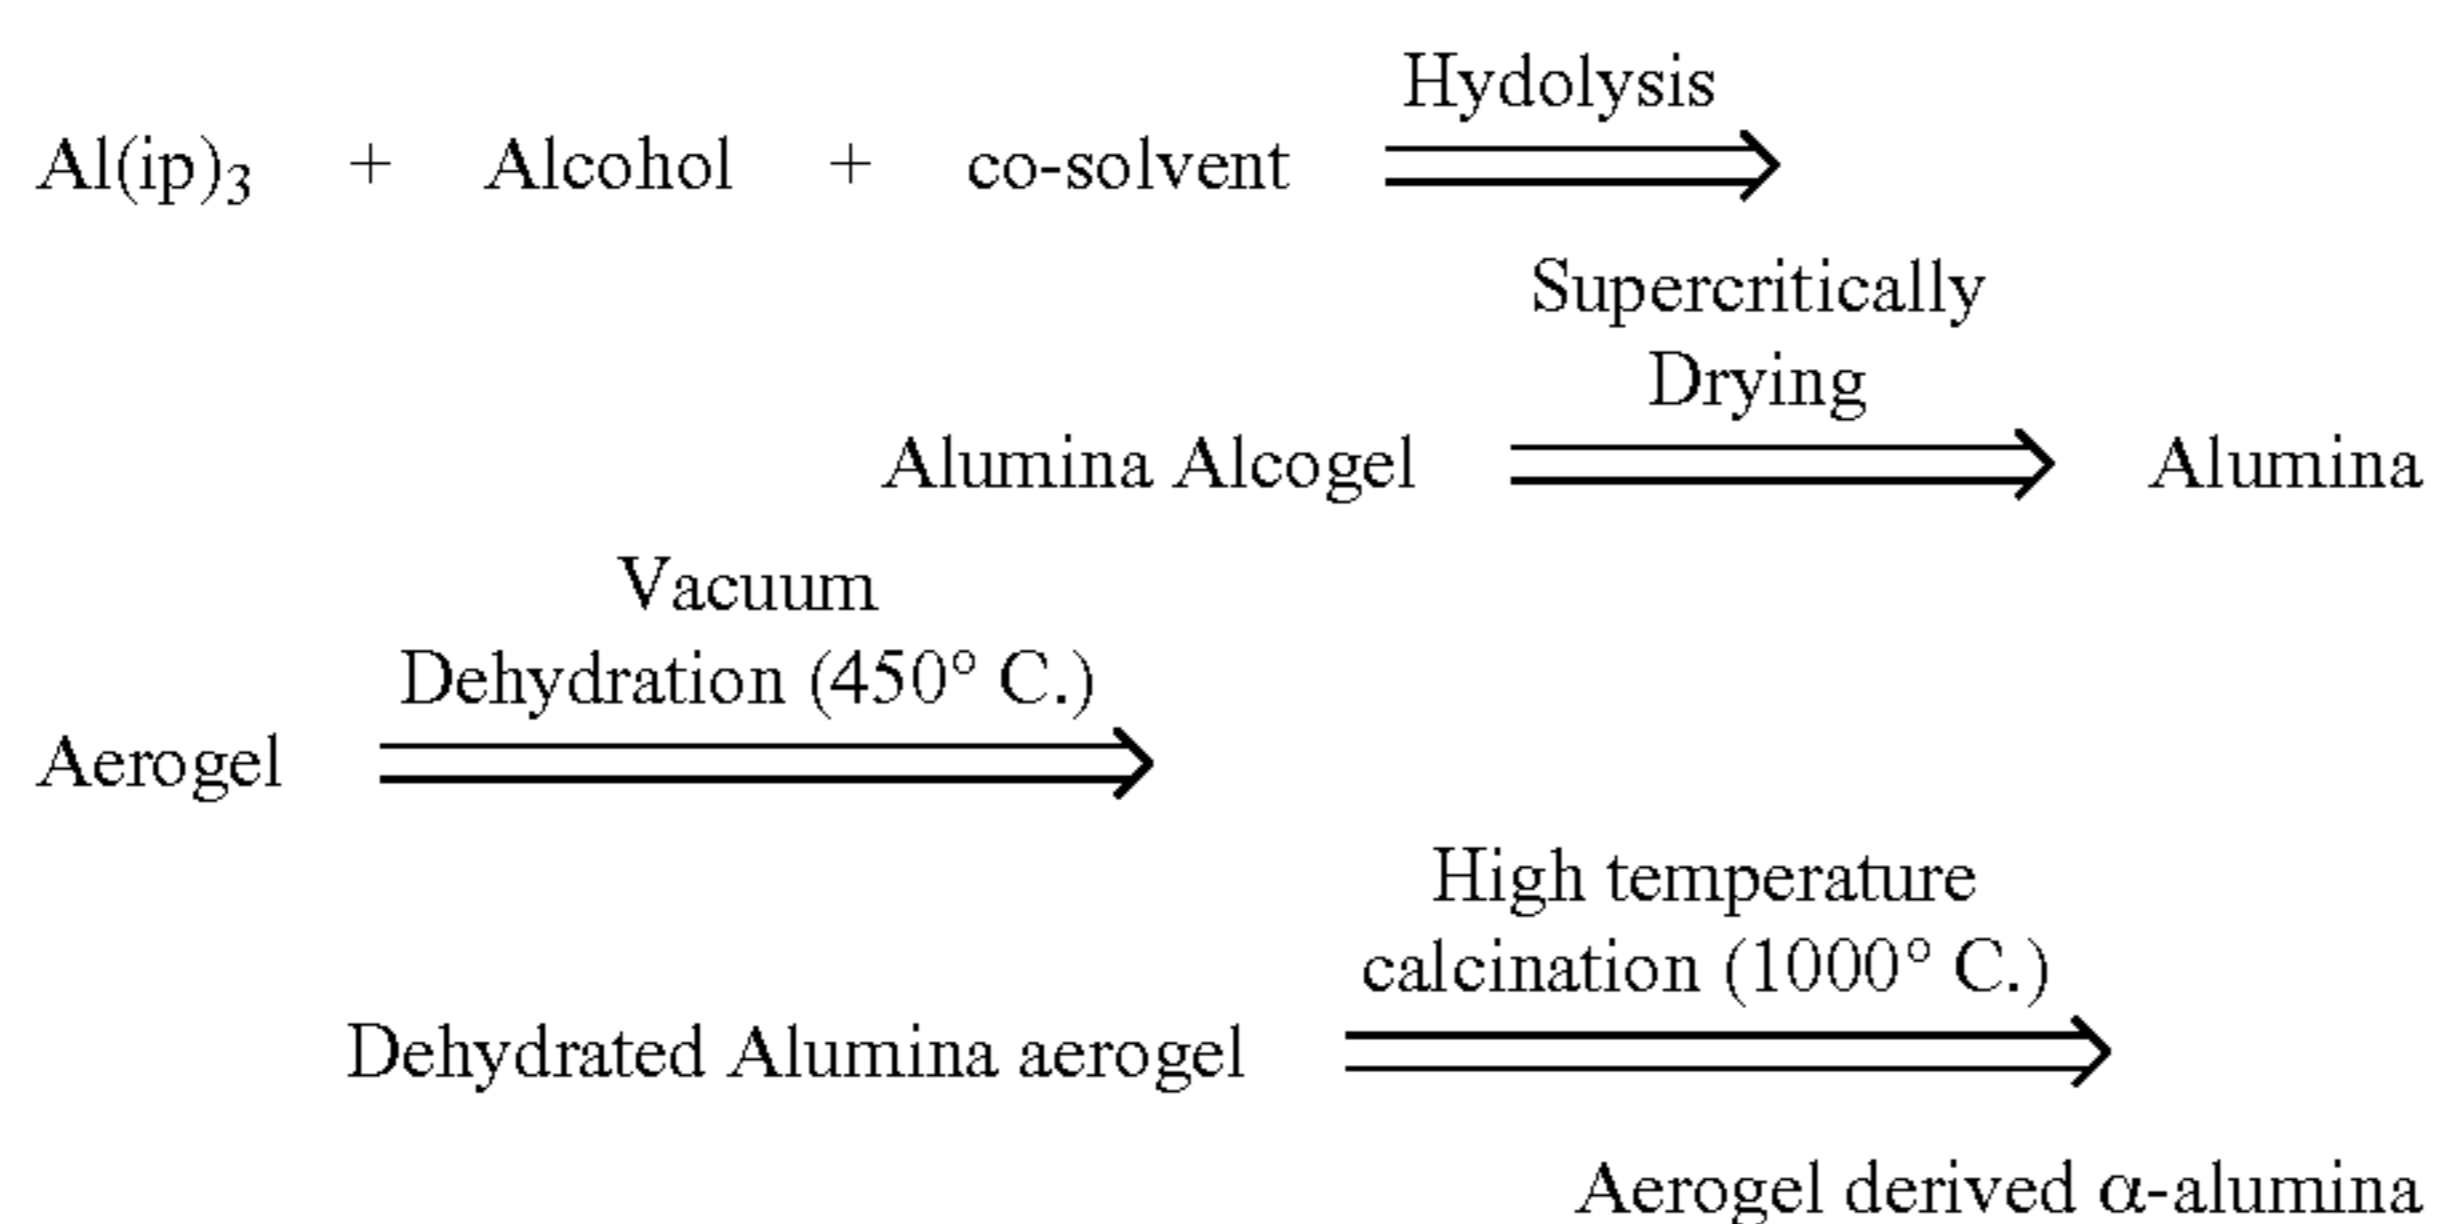 Al(ip)₃ + Alcohol + co-solvent
Hydolysis
Supercritically
Drying
Alumina Alcogel
Alumina
Vacuum
Dehydration (450° C.)
Aerogel
High temperature
calcination (1000° C.)
Dehydrated Alumina aerogel
Aerogel derived α-alumina